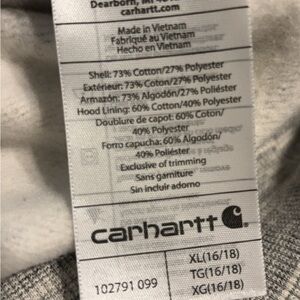 Dearborn, MI
carhartt.com
Made in Vietnam
Fabriqué au Vietnam
Hecho en Vietnam
Shell: 73% Cotton/27% Polyester
Extérieur: 73% Coton/27% Polyester
Armazón: 73% Algodón/27% Poliéster
Hood Lining: 60% Cotton/40% Polyester
Doublure de capot: 60% Coton/
40% Polyester
Forro capucha: 60% Algodón/
40% Poliéster
Exclusive of trimming
Sans garniture
Sin incluir adorno
carhartt
102791 099
XL(16/18)
TG(16/18)
XG(16/18)